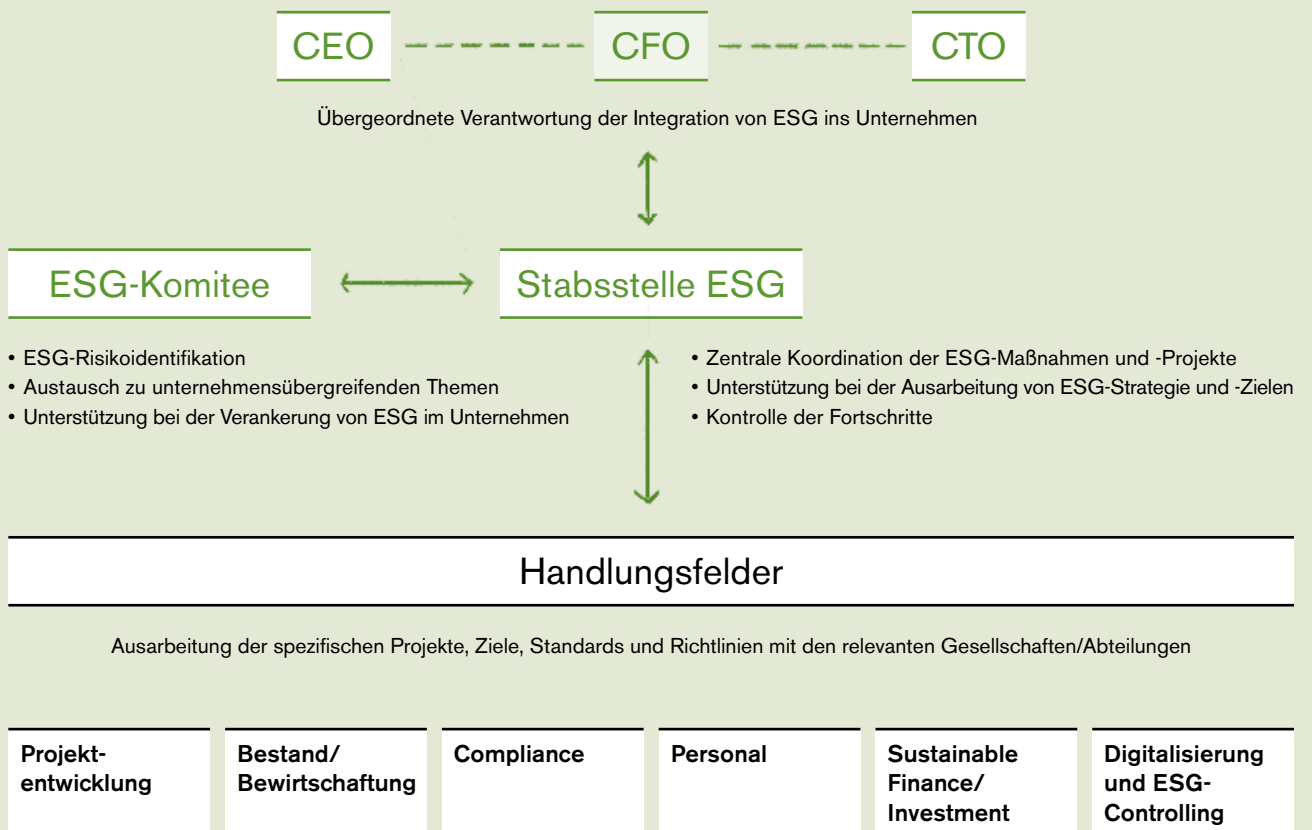 CEO
CFO
CTO
Übergeordnete Verantwortung der Integration von ESG ins Unternehmen
ESG-Komitee
Stabsstelle ESG
• ESG-Risikoidentifikation
• Austausch zu unternehmensübergreifenden Themen
• Unterstützung bei der Verankerung von ESG im Unternehmen
• Zentrale Koordination der ESG-Maßnahmen und -Projekte
• Unterstützung bei der Ausarbeitung von ESG-Strategie und -Zielen
• Kontrolle der Fortschritte
Handlungsfelder
Ausarbeitung der spezifischen Projekte, Ziele, Standards und Richtlinien mit den relevanten Gesellschaften/Abteilungen
Projekt-
entwicklung
Bestand/
Bewirtschaftung
Compliance
Personal
Sustainable
Finance/
Investment
Digitalisierung
und ESG-
Controlling